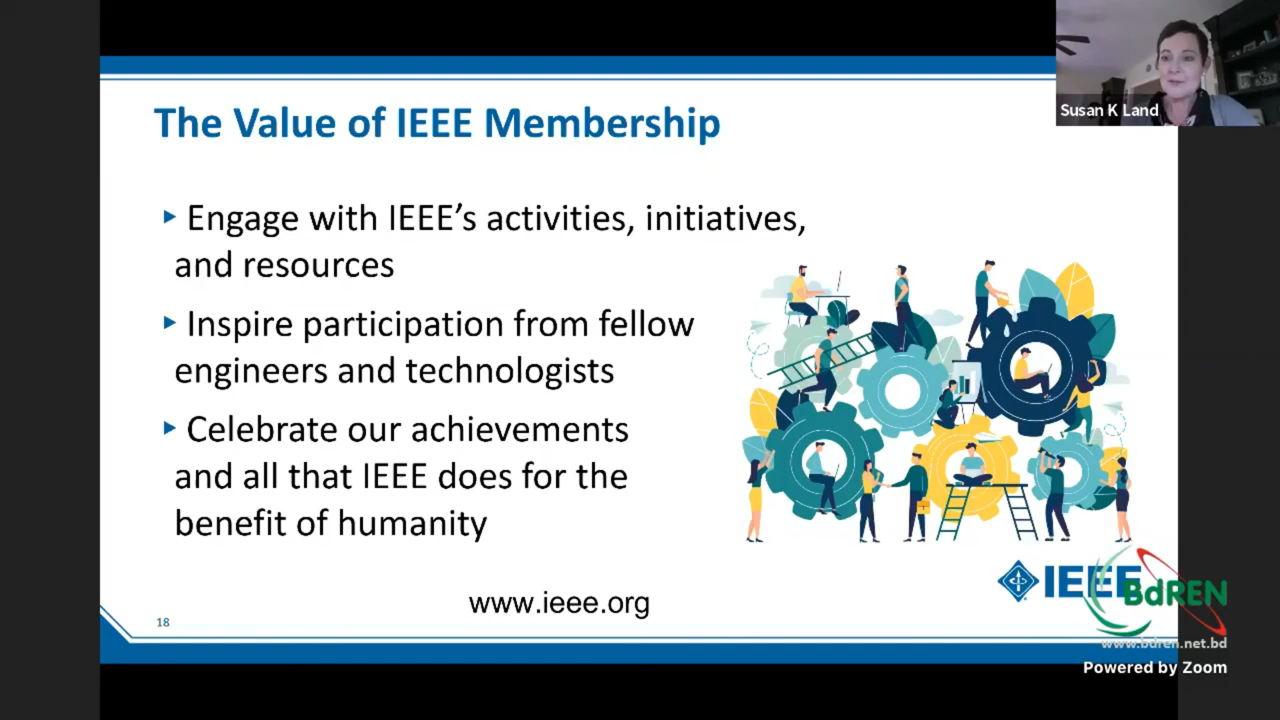 The Value of IEEE Membership
Susan K Land
Engage with IEEE’s activities, initiatives,
and resources
Inspire participation from fellow
engineers and technologists
Celebrate our achievements
and all that IEEE does for the
benefit of humanity
IEEE
BdREN
www.ieee.org
18
www.bdren.net.bd
Powered by Zoom